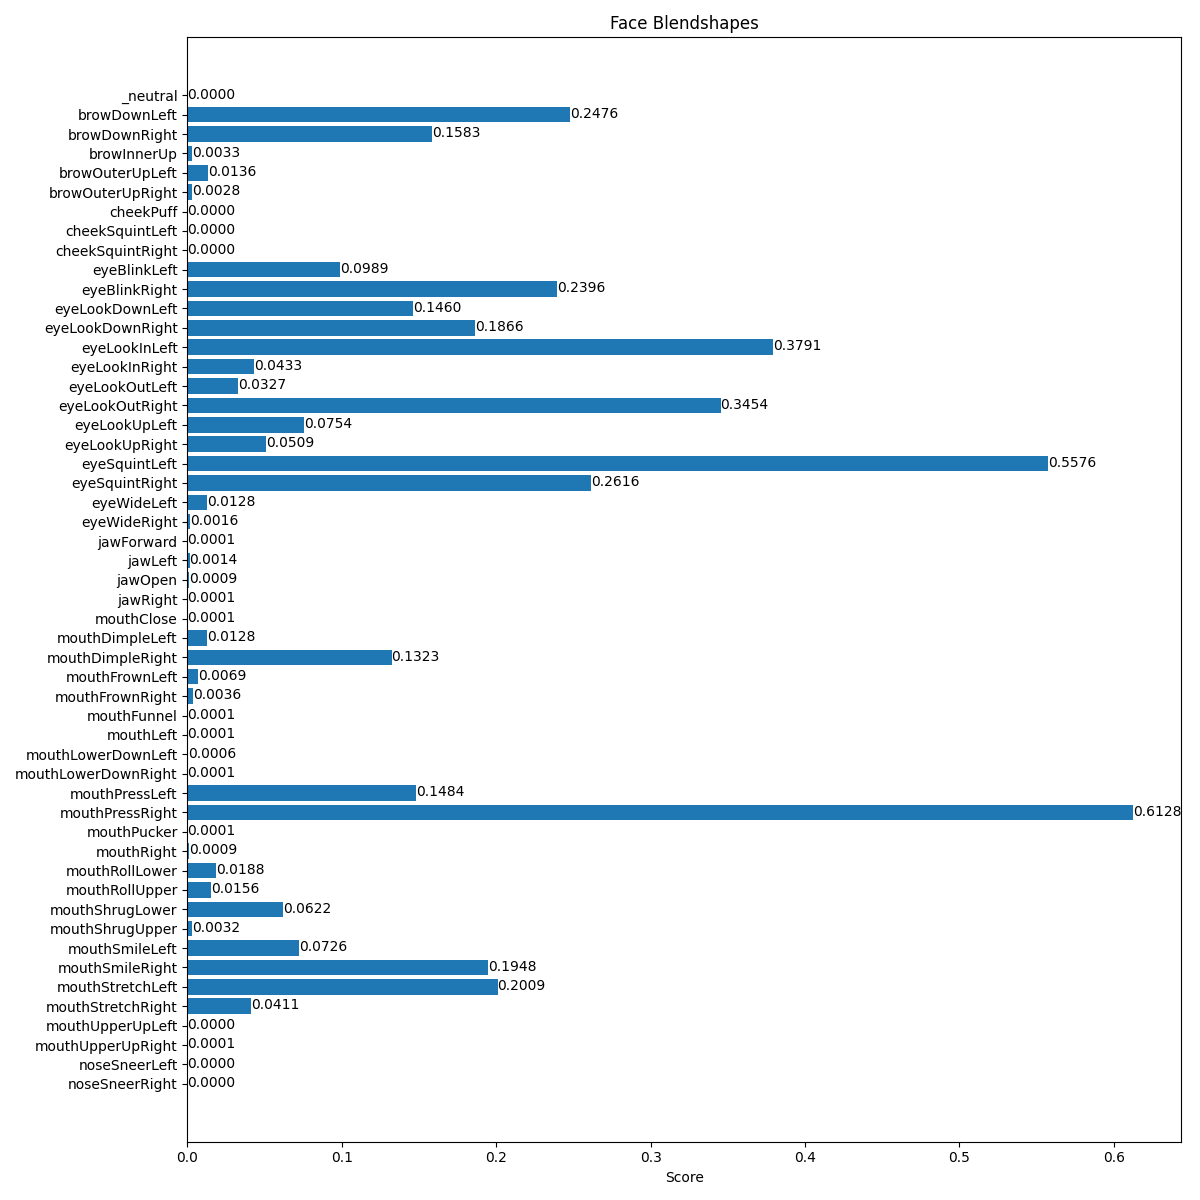 Face Blendshapes
_neutral 0.0000
browDownLeft 0.2476
browDownRight 0.1583
browInnerUp 0.0033
browOuterUpLeft 0.0136
browOuterUpRight 0.0028
cheekPuff 0.0000
cheekSquintLeft 0.0000
cheekSquintRight 0.0000
eyeBlinkLeft 0.0989
eyeBlinkRight 0.2396
eyeLookDownLeft 0.1460
eyeLookDownRight 0.1866
eyeLookInLeft 0.3791
eyeLookInRight 0.0433
eyeLookOutLeft 0.0327
eyeLookOutRight 0.3454
eyeLookUpLeft 0.0754
eyeLookUpRight 0.0509
eyeSquintLeft 0.5576
eyeSquintRight 0.2616
eyeWideLeft 0.0128
eyeWideRight 0.0016
jawForward 0.0001
jawLeft 0.0014
jawOpen 0.0009
jawRight 0.0001
mouthClose 0.0001
mouthDimpleLeft 0.0128
mouthDimpleRight 0.1323
mouthFrownLeft 0.0069
mouthFrownRight 0.0036
mouthFunnel 0.0001
mouthLeft 0.0001
mouthLowerDownLeft 0.0006
mouthLowerDownRight 0.0001
mouthPressLeft 0.1484
mouthPressRight 0.6128
mouthPucker 0.0001
mouthRight 0.0009
mouthRollLower 0.0188
mouthRollUpper 0.0156
mouthShrugLower 0.0622
mouthShrugUpper 0.0032
mouthSmileLeft 0.0726
mouthSmileRight 0.1948
mouthStretchLeft 0.2009
mouthStretchRight 0.0411
mouthUpperUpLeft 0.0000
mouthUpperUpRight 0.0001
noseSneerLeft 0.0000
noseSneerRight 0.0000
0.0 0.1 0.2 0.3 0.4 0.5 0.6
Score